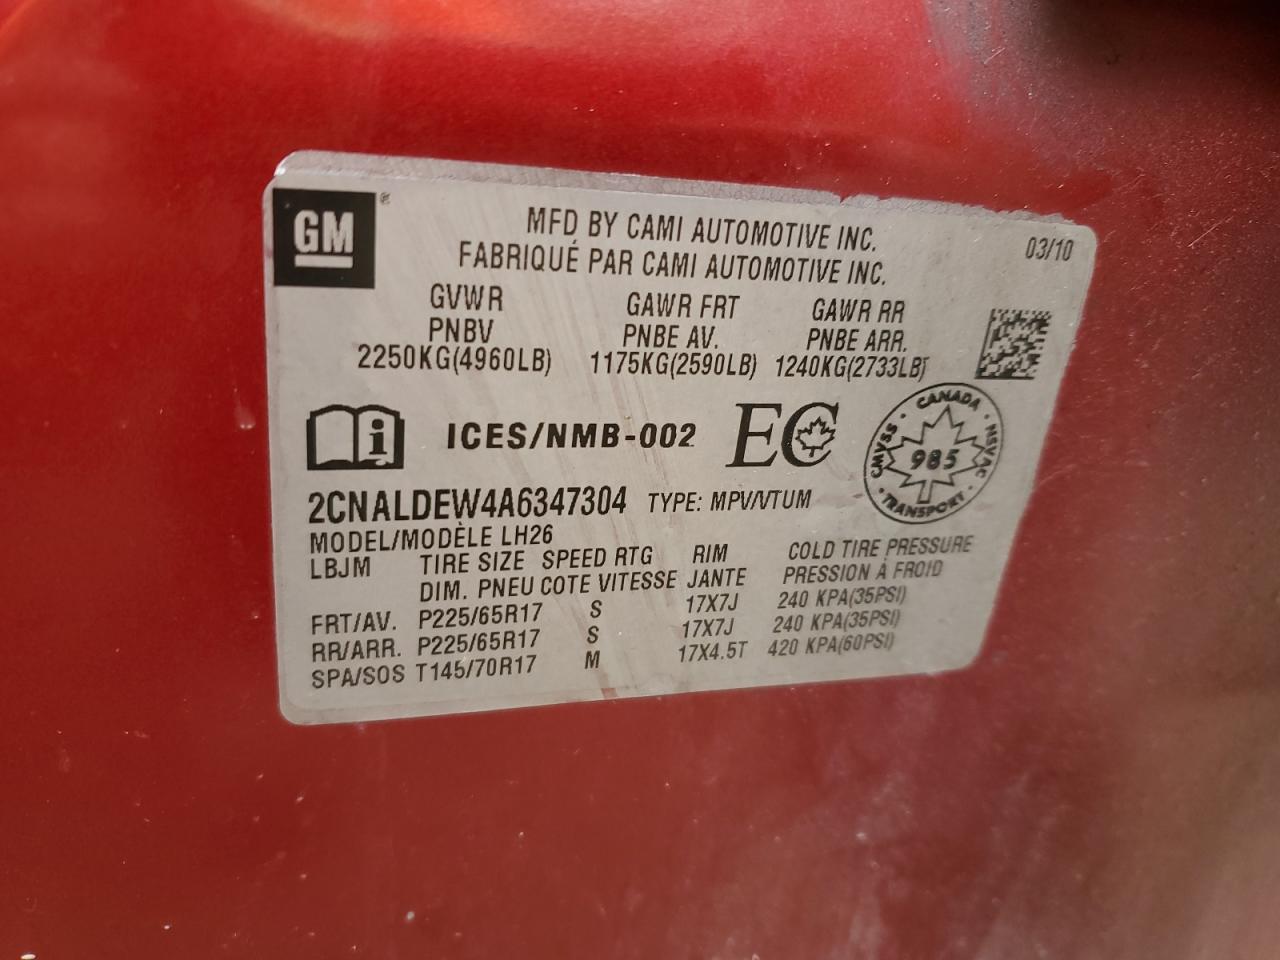 GM ®
MFD BY CAMI AUTOMOTIVE INC.
FABRIQUÉ PAR CAMI AUTOMOTIVE INC.
03/10
GVWR GAWR FRT GAWR RR
PNBV PNBE AV. PNBE ARR.
2250KG(4960LB) 1175KG(2590LB) 1240KG(2733LB)
i ICES/NMB-002 EC
CANADA
CMVSS 985 NSVAC
TRANSPORT
2CNALDEW4A6347304 TYPE: MPV/VTUM
MODEL/MODÈLE LH26
LBJM TIRE SIZE SPEED RTG RIM COLD TIRE PRESSURE
DIM. PNEU COTE VITESSE JANTE PRESSION À FROID
FRT/AV. P225/65R17 S 17X7J 240 KPA(35PSI)
RR/ARR. P225/65R17 S 17X7J 240 KPA(35PSI)
SPA/SOS T145/70R17 M 17X4.5T 420 KPA(60PSI)